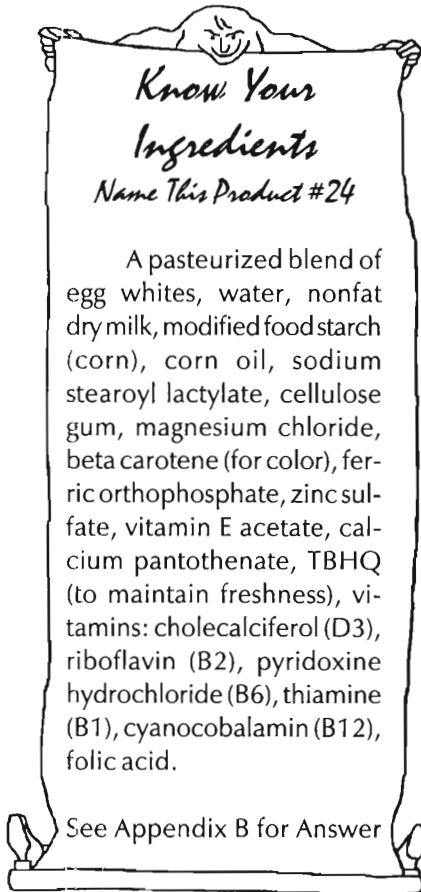 Know Your
Ingredients
Name This Product #24
A pasteurized blend of
egg whites, water, nonfat
dry milk, modified food starch
(corn), corn oil, sodium
stearoyl lactylate, cellulose
gum, magnesium chloride,
beta carotene (for color), fer-
ric orthophosphate, zinc sul-
fate, vitamin E acetate, cal-
cium pantothenate, TBHQ
(to maintain freshness), vi-
tamins: cholecalciferol (D3),
riboflavin (B2), pyridoxine
hydrochloride (B6), thiamine
(B1), cyanocobalamin (B12),
folic acid.
See Appendix B for Answer